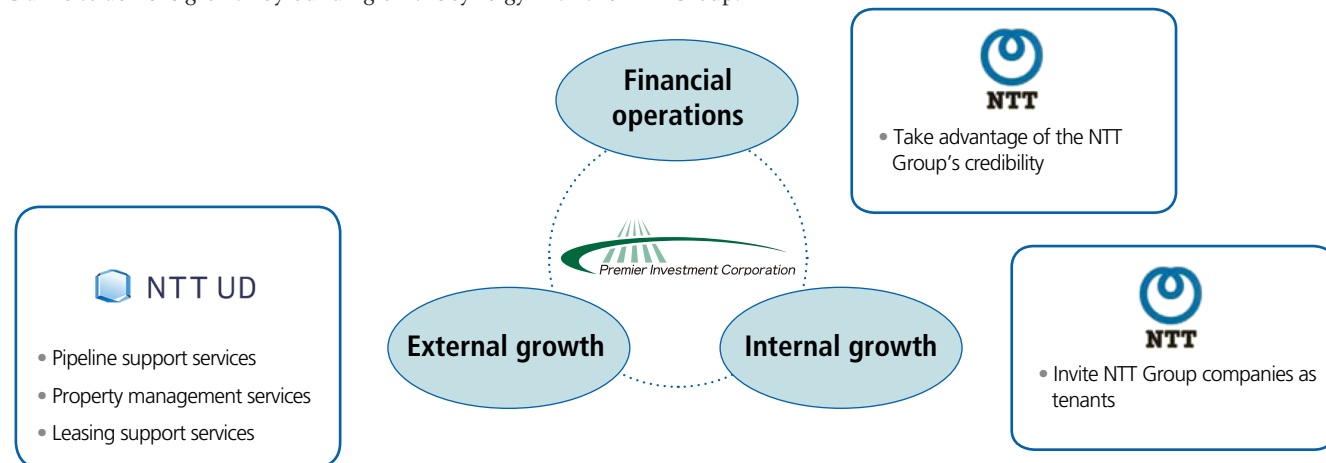 Financial
operations
NTT
• Take advantage of the NTT
Group's credibility
Premier Investment Corporation
NTT UD
• Pipeline support services
• Property management services
• Leasing support services
External growth
Internal growth
NTT
• Invite NTT Group companies as
tenants